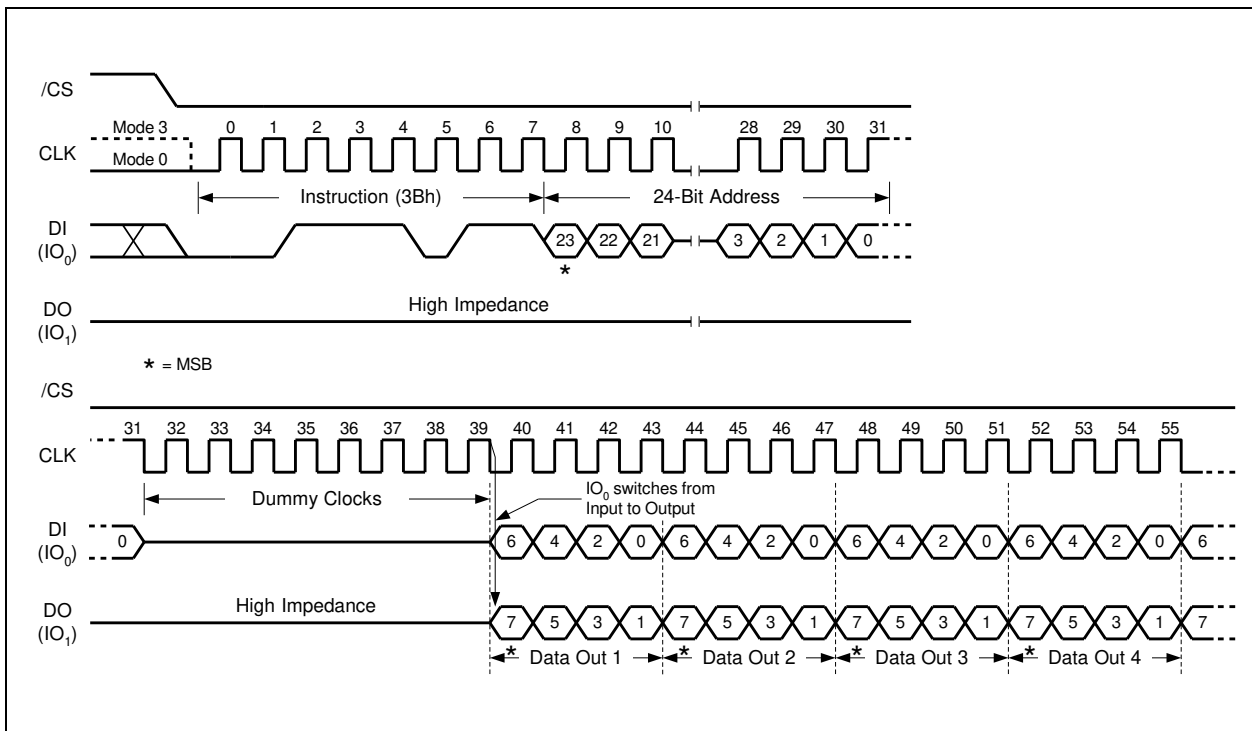 /CS
Mode 3 0 1 2 3 4 5 6 7 8 9 10 28 29 30 31
CLK
Mode 0
Instruction (3Bh) 24-Bit Address
DI
(IO0)
23 22 21 3 2 1 0
*
High Impedance
DO
(IO1)
* = MSB
/CS
31 32 33 34 35 36 37 38 39 40 41 42 43 44 45 46 47 48 49 50 51 52 53 54 55
CLK
Dummy Clocks
IO0 switches from
Input to Output
DI
(IO0)
0 6 4 2 0 6 4 2 0 6 4 2 0 6 4 2 0 6
DO
(IO1)
High Impedance
7 5 3 1 7 5 3 1 7 5 3 1 7 5 3 1 7
* Data Out 1 * Data Out 2 * Data Out 3 * Data Out 4